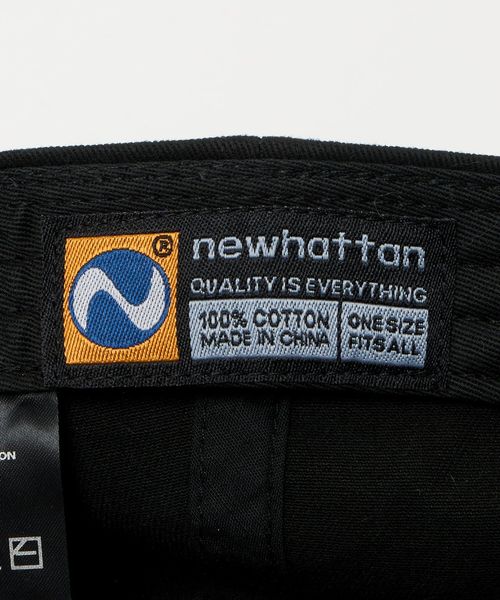 ®
newhattan
QUALITY IS EVERYTHING
100% COTTON
MADE IN CHINA
ONE SIZE
FITS ALL